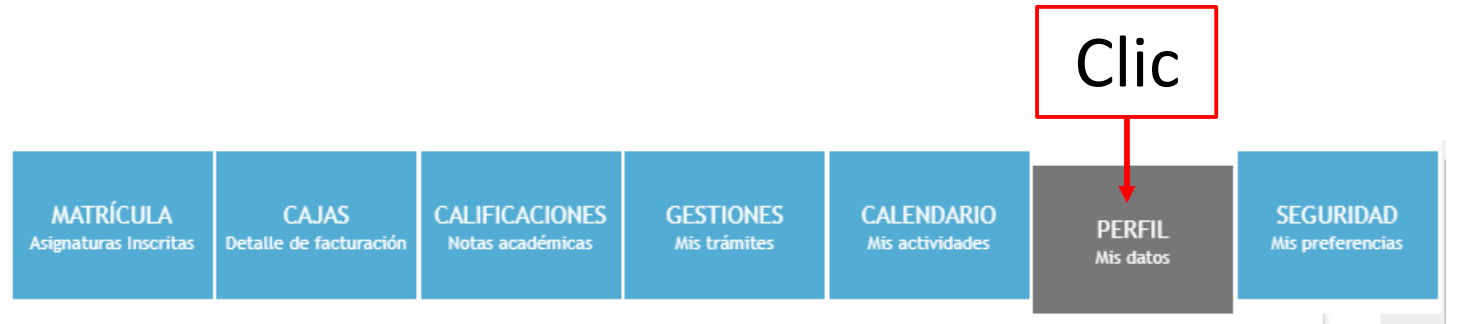 Clic
MATRÍCULA
Asignaturas Inscritas
CAJAS
Detalle de facturación
CALIFICACIONES
Notas académicas
GESTIONES
Mis trámites
CALENDARIO
Mis actividades
PERFIL
Mis datos
SEGURIDAD
Mis preferencias